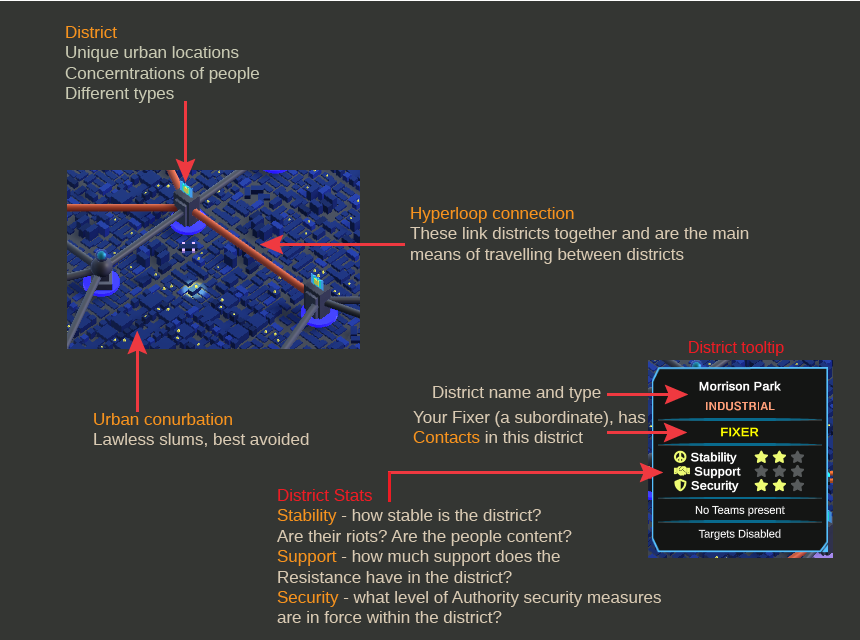 District
Unique urban locations
Concerntrations of people
Different types
Hyperloop connection
These link districts together and are the main
means of travelling between districts
Urban conurbation
Lawless slums, best avoided
District tooltip
District name and type
Your Fixer (a subordinate), has
Contacts in this district
Morrison Park
INDUSTRIAL
FIXER
Stability
Support
Security
No Teams present
Targets Disabled
District Stats
Stability - how stable is the district?
Are their riots? Are the people content?
Support - how much support does the
Resistance have in the district?
Security - what level of Authority security measures
are in force within the district?